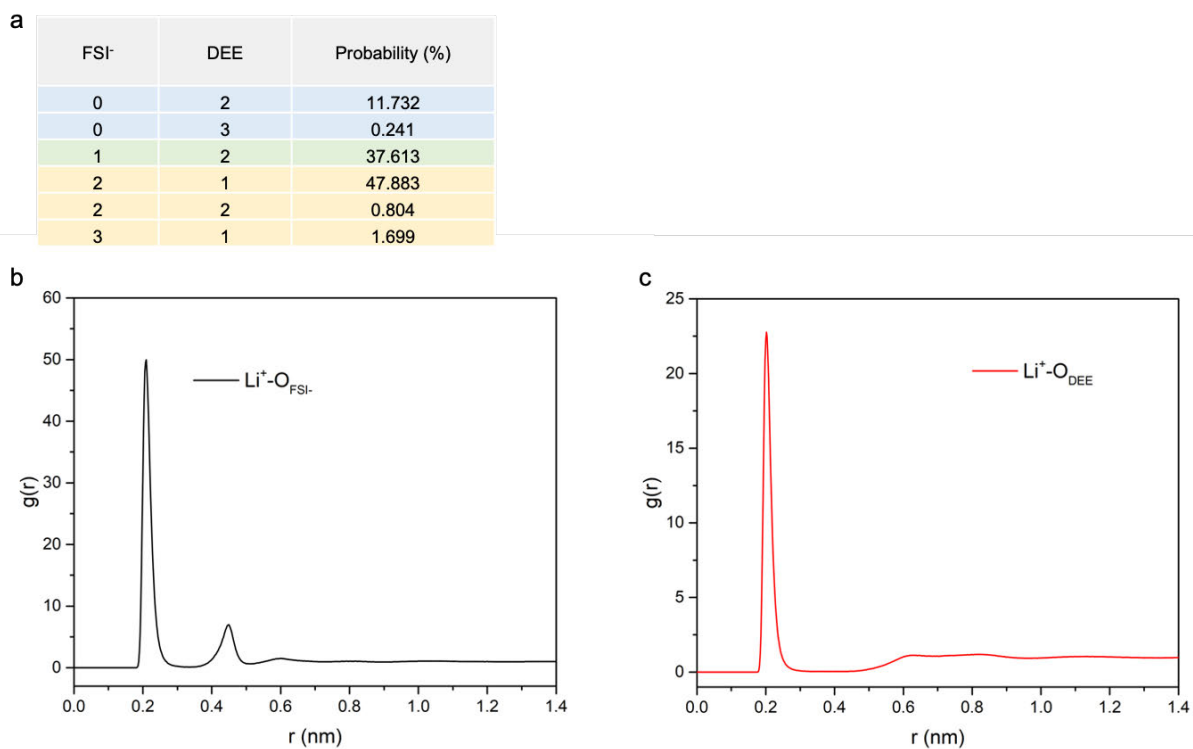 a
FSI- DEE Probability (%)
0 2 11.732
0 3 0.241
1 2 37.613
2 1 47.883
2 2 0.804
3 1 1.699
b
60
50
40
30
20
10
0
g(r)
Li+-OFSI-
0.0 0.2 0.4 0.6 0.8 1.0 1.2 1.4
r (nm)
c
25
20
15
10
5
0
g(r)
Li+-ODEE
0.0 0.2 0.4 0.6 0.8 1.0 1.2 1.4
r (nm)